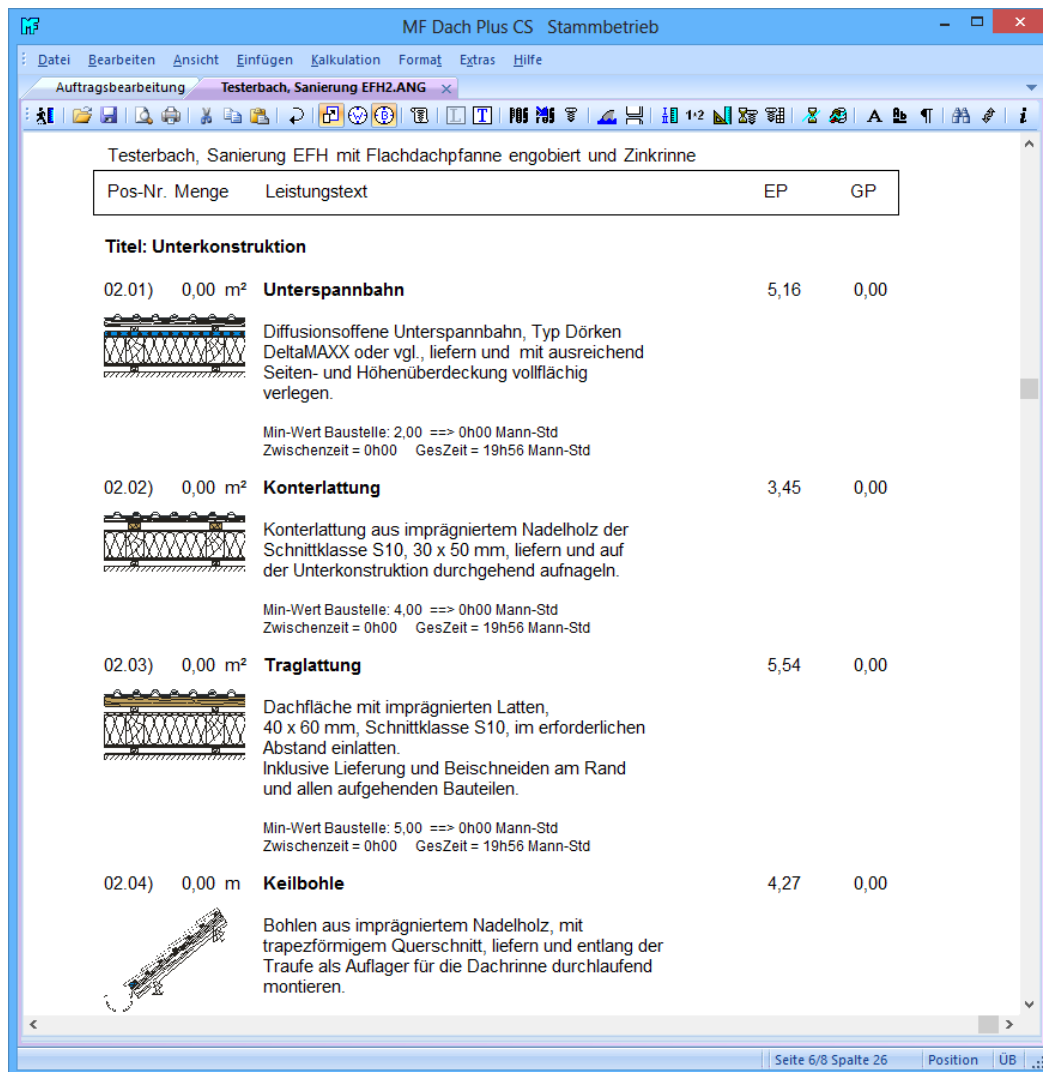 MF
MF Dach Plus CS   Stammbetrieb
Datei   Bearbeiten   Ansicht   Einfügen   Kalkulation   Format   Extras   Hilfe
Auftragsbearbeitung   Testerbach, Sanierung EFH2.ANG
Testerbach, Sanierung EFH mit Flachdachpfanne engobiert und Zinkrinne
Pos-Nr. Menge   Leistungstext   EP   GP
Titel: Unterkonstruktion
02.01)   0,00 m²   Unterspannbahn   5,16   0,00
Diffusionsoffene Unterspannbahn, Typ Dörken
DeltaMAXX oder vgl., liefern und mit ausreichend
Seiten- und Höhenüberdeckung vollflächig
verlegen.
Min-Wert Baustelle: 2,00 ==> 0h00 Mann-Std
Zwischenzeit = 0h00   GesZeit = 19h56 Mann-Std
02.02)   0,00 m²   Konterlattung   3,45   0,00
Konterlattung aus imprägniertem Nadelholz der
Schnittklasse S10, 30 x 50 mm, liefern und auf
der Unterkonstruktion durchgehend aufnageln.
Min-Wert Baustelle: 4,00 ==> 0h00 Mann-Std
Zwischenzeit = 0h00   GesZeit = 19h56 Mann-Std
02.03)   0,00 m²   Traglattung   5,54   0,00
Dachfläche mit imprägnierten Latten,
40 x 60 mm, Schnittklasse S10, im erforderlichen
Abstand einlatten.
Inklusive Lieferung und Beischneiden am Rand
und allen aufgehenden Bauteilen.
Min-Wert Baustelle: 5,00 ==> 0h00 Mann-Std
Zwischenzeit = 0h00   GesZeit = 19h56 Mann-Std
02.04)   0,00 m   Keilbohle   4,27   0,00
Bohlen aus imprägniertem Nadelholz, mit
trapezförmigem Querschnitt, liefern und entlang der
Traufe als Auflager für die Dachrinne durchlaufend
montieren.
Seite 6/8 Spalte 26   Position   ÜB